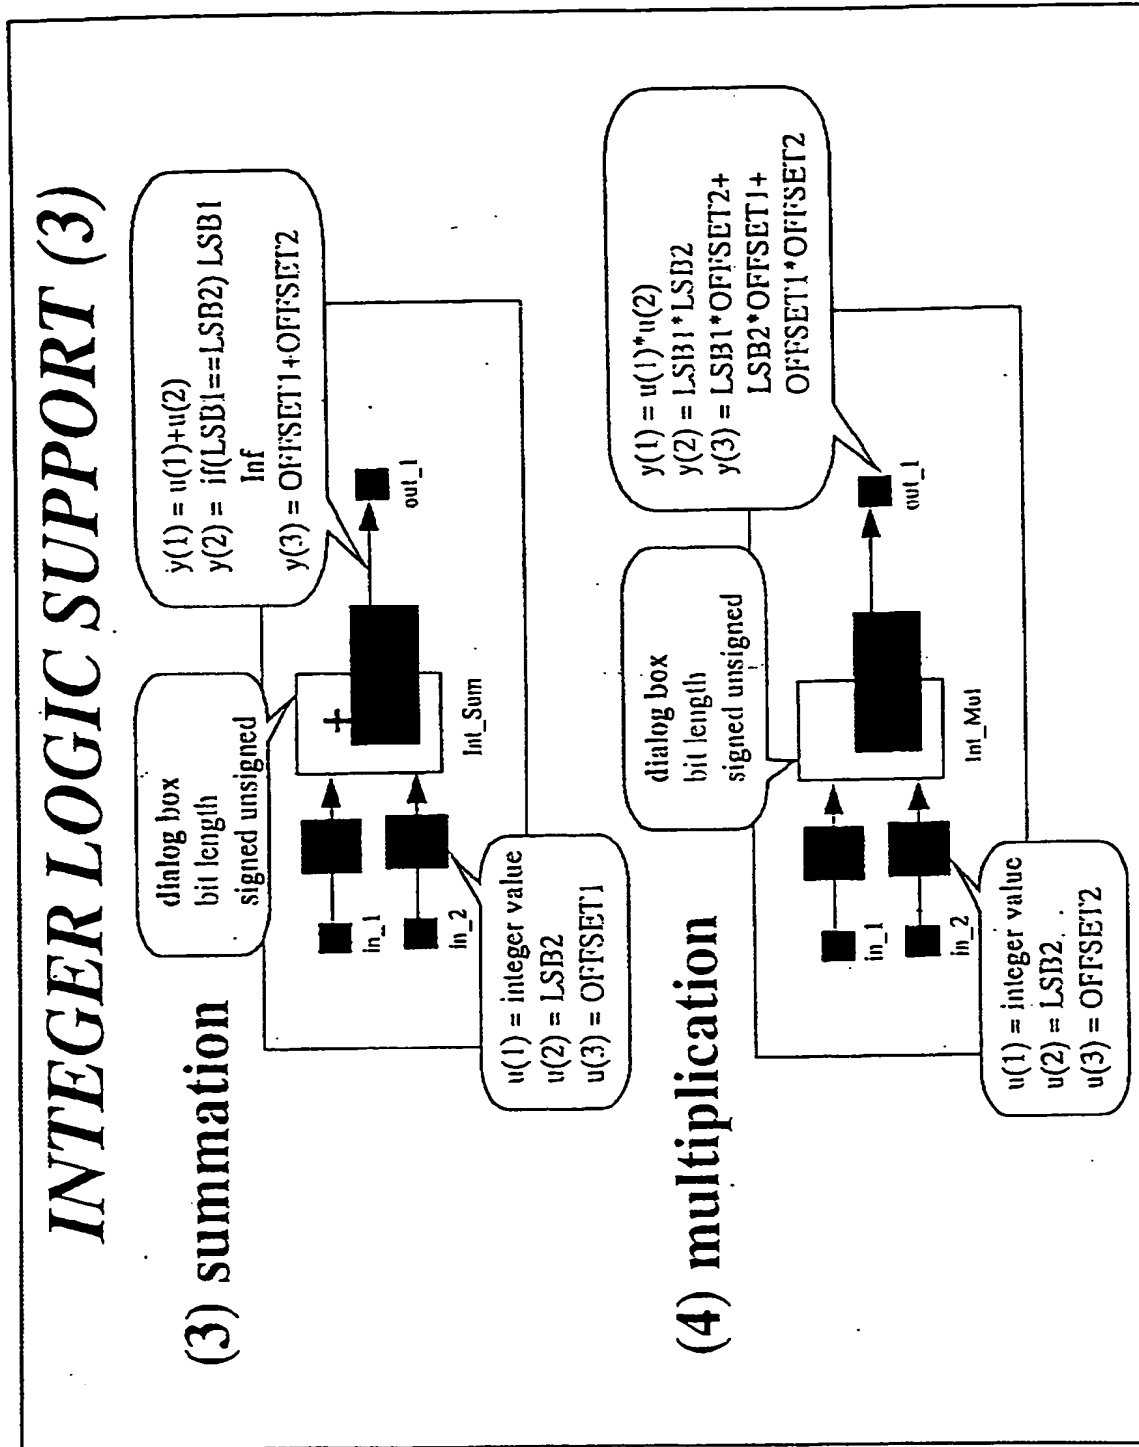 INTEGER LOGIC SUPPORT (3)
(3) summation
dialog box
bit length
signed unsigned
y(1) = u(1)+u(2)
y(2) = if(LSB1==LSB2) LSB1
Inf
y(3) = OFFSET1+OFFSET2
+
in_1
in_2
Int_Sum
out_1
u(1) = integer value
u(2) = LSB2
u(3) = OFFSET1
(4) multiplication
dialog box
bit length
signed unsigned
y(1) = u(1)*u(2)
y(2) = LSB1*LSB2
y(3) = LSB1*OFFSET2+
LSB2*OFFSET1+
OFFSET1*OFFSET2
in_1
in_2
Int_Mul
out_1
u(1) = integer value
u(2) = LSB2
u(3) = OFFSET2